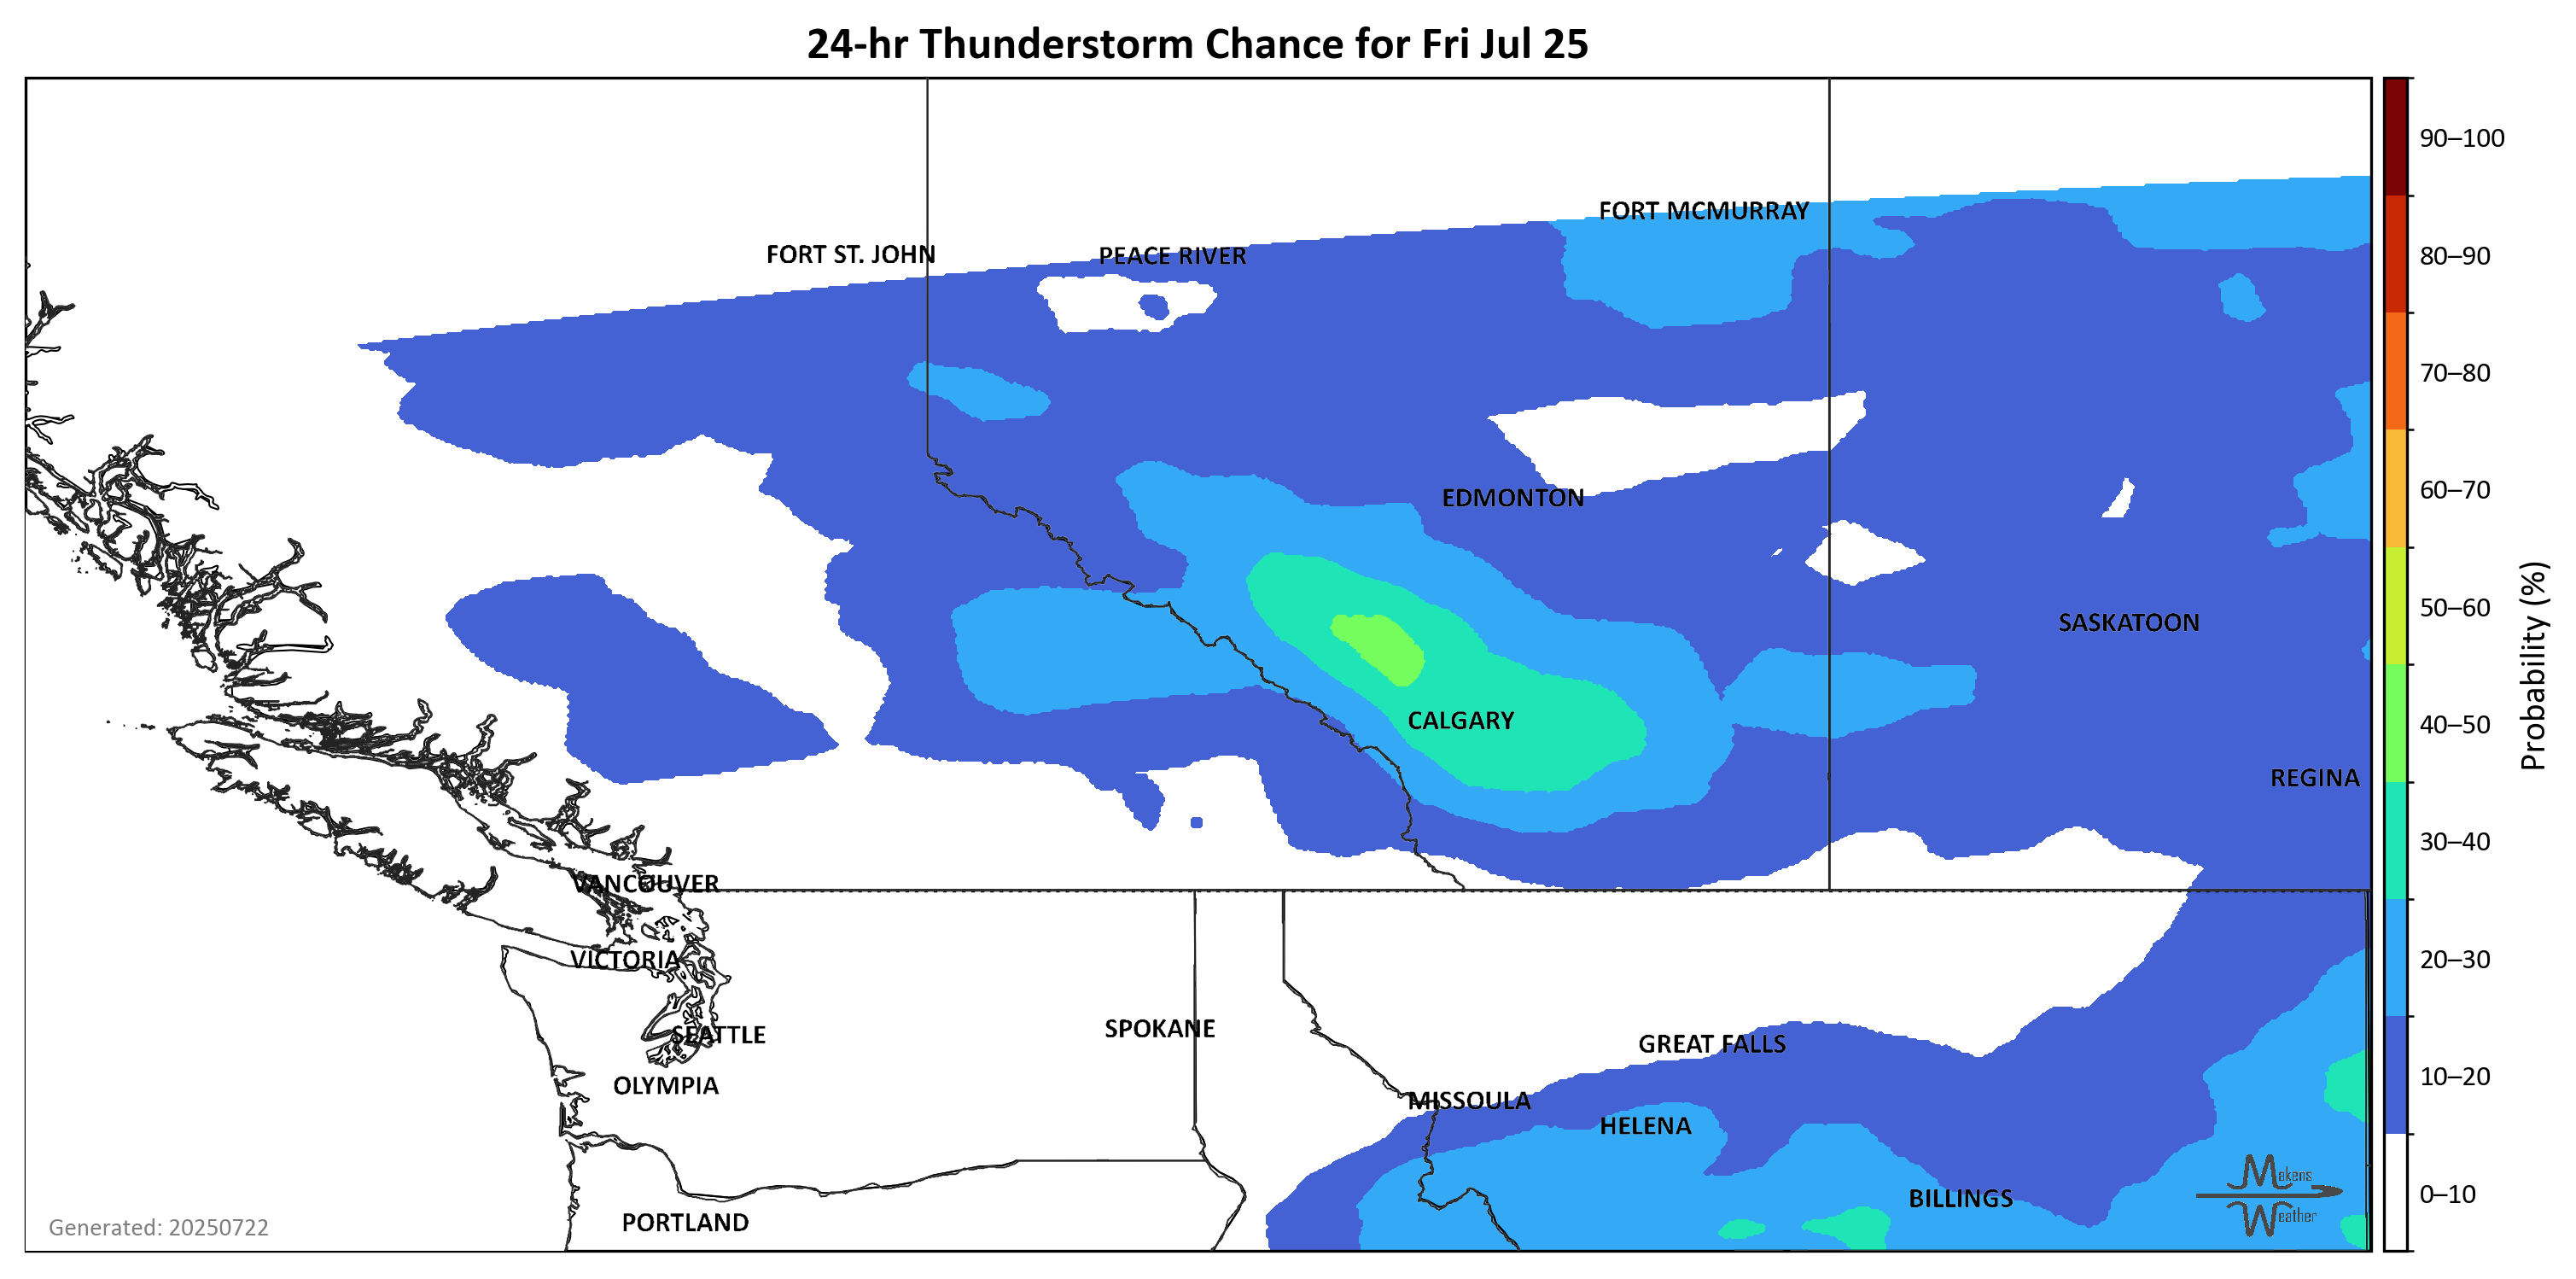 24-hr Thunderstorm Chance for Fri Jul 25
90–100
FORT MCMURRAY
FORT ST. JOHN
PEACE RIVER
80–90
70–80
60–70
EDMONTON
50–60
SASKATOON
Probability (%)
CALGARY
40–50
REGINA
30–40
VANCOUVER
VICTORIA
20–30
SPOKANE
SEATTLE
GREAT FALLS
OLYMPIA
10–20
MISSOULA
HELENA
Makens
Weather
0–10
BILLINGS
PORTLAND
Generated: 20250722